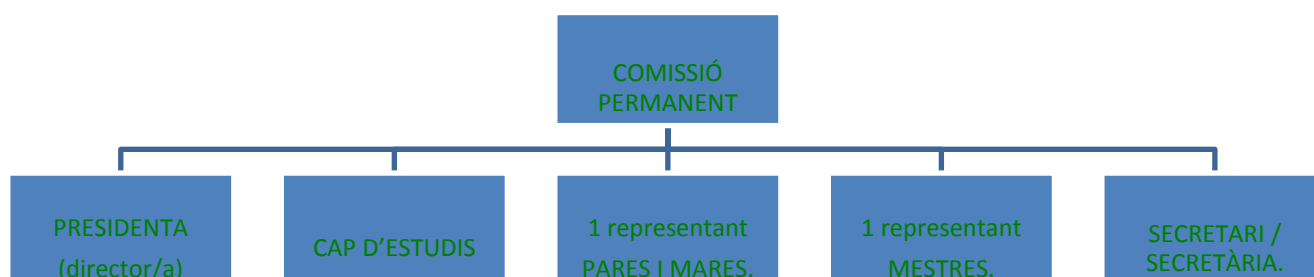 COMISSIÓ
PERMANENT
PRESIDENTA
(director/a)
CAP D’ESTUDIS
1 representant
PARES I MARES.
1 representant
MESTRES.
SECRETARI /
SECRETÀRIA.